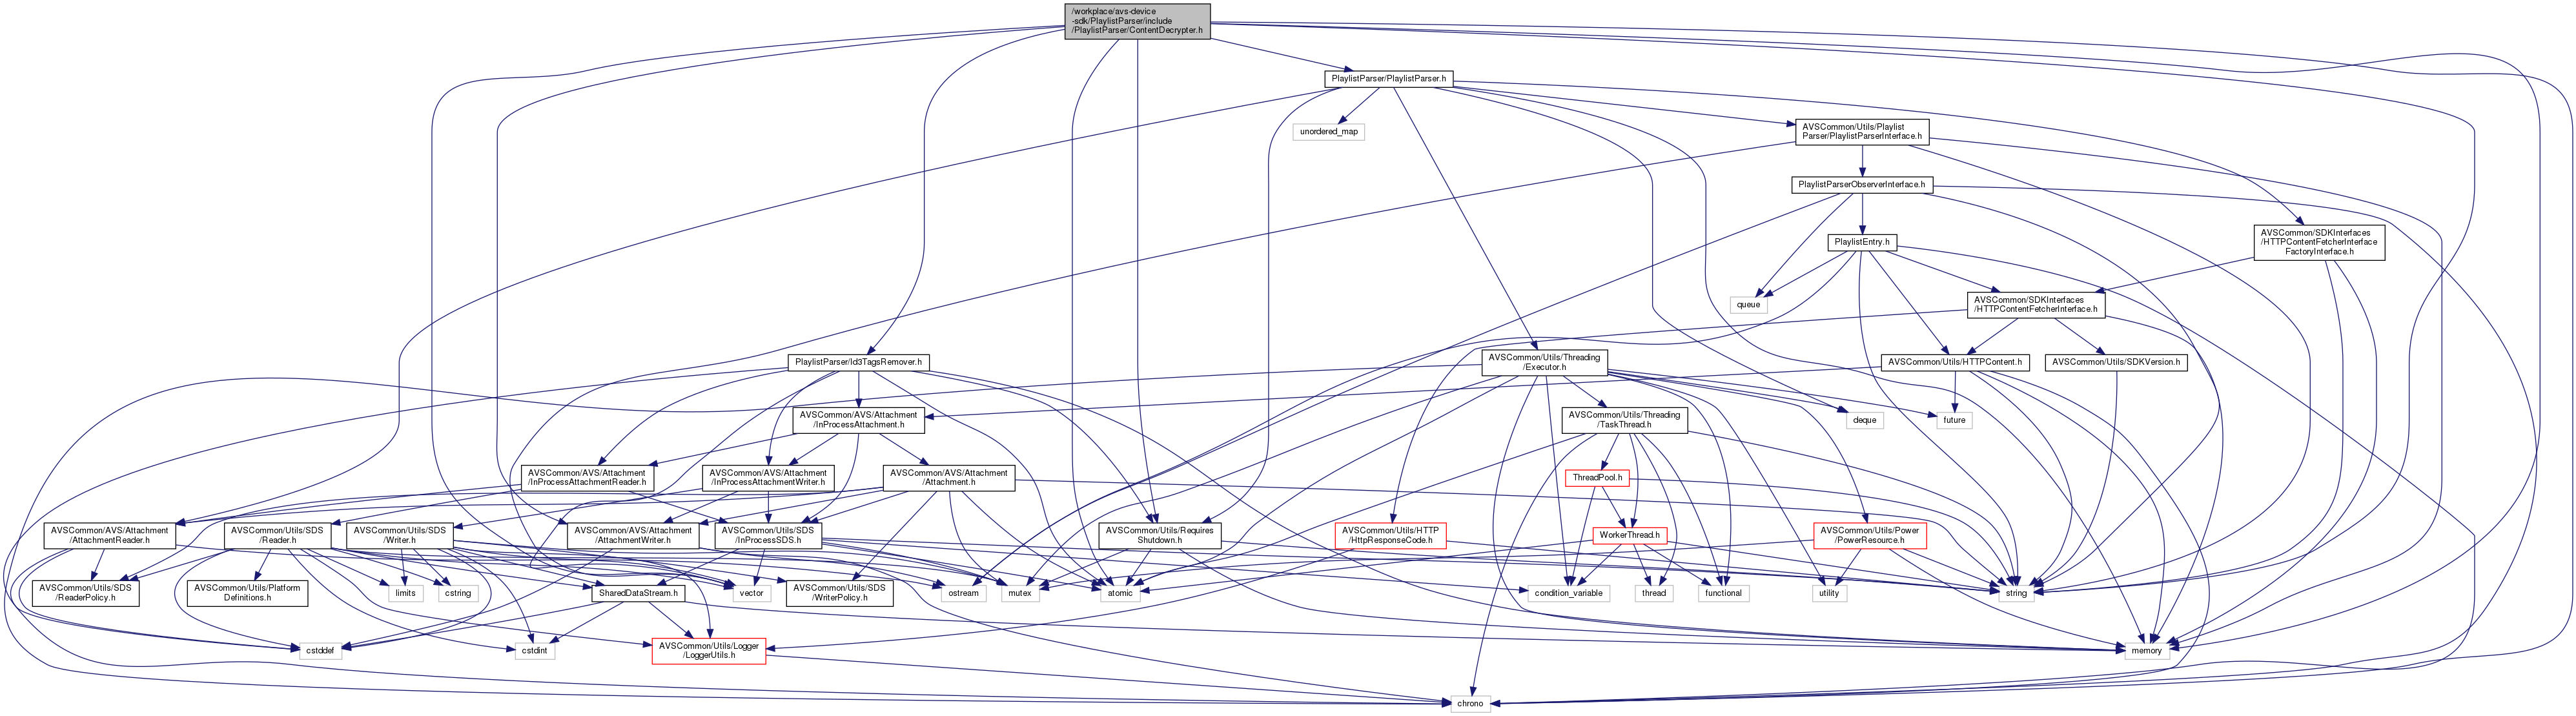 /workplace/avs-device
-sdk/PlaylistParser/include
/PlaylistParser/ContentDecrypter.h
PlaylistParser/PlaylistParser.h
unordered_map
AVSCommon/Utils/Playlist
Parser/PlaylistParserInterface.h
PlaylistParserObserverInterface.h
PlaylistEntry.h
AVSCommon/SDKInterfaces
/HTTPContentFetcherInterface
FactoryInterface.h
queue
AVSCommon/SDKInterfaces
/HTTPContentFetcherInterface.h
PlaylistParser/Id3TagsRemover.h
AVSCommon/Utils/Threading
/Executor.h
AVSCommon/Utils/HTTPContent.h
AVSCommon/Utils/SDKVersion.h
AVSCommon/AVS/Attachment
/InProcessAttachment.h
AVSCommon/Utils/Threading
/TaskThread.h
deque
future
AVSCommon/AVS/Attachment
/InProcessAttachmentReader.h
AVSCommon/AVS/Attachment
/InProcessAttachmentWriter.h
AVSCommon/AVS/Attachment
/Attachment.h
ThreadPool.h
AVSCommon/AVS/Attachment
/AttachmentReader.h
AVSCommon/Utils/SDS
/Reader.h
AVSCommon/Utils/SDS
/Writer.h
AVSCommon/AVS/Attachment
/AttachmentWriter.h
AVSCommon/Utils/SDS
/InProcessSDS.h
AVSCommon/Utils/Requires
Shutdown.h
AVSCommon/Utils/HTTP
/HttpResponseCode.h
WorkerThread.h
AVSCommon/Utils/Power
/PowerResource.h
AVSCommon/Utils/SDS
/ReaderPolicy.h
AVSCommon/Utils/Platform
Definitions.h
limits
cstring
SharedDataStream.h
vector
AVSCommon/Utils/SDS
/WriterPolicy.h
ostream
mutex
atomic
condition_variable
thread
functional
utility
string
cstddef
cstdint
AVSCommon/Utils/Logger
/LoggerUtils.h
memory
chrono